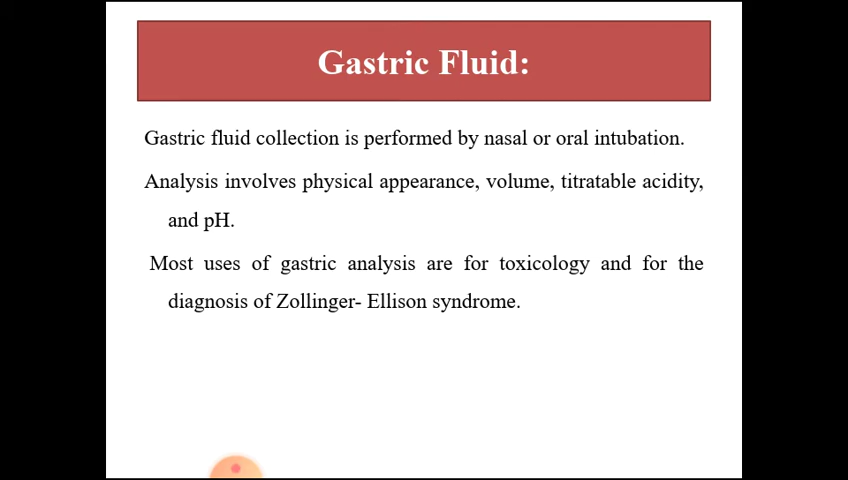 Gastric Fluid:
Gastric fluid collection is performed by nasal or oral intubation.
Analysis involves physical appearance, volume, titratable acidity,
and pH.
Most uses of gastric analysis are for toxicology and for the
diagnosis of Zollinger- Ellison syndrome.